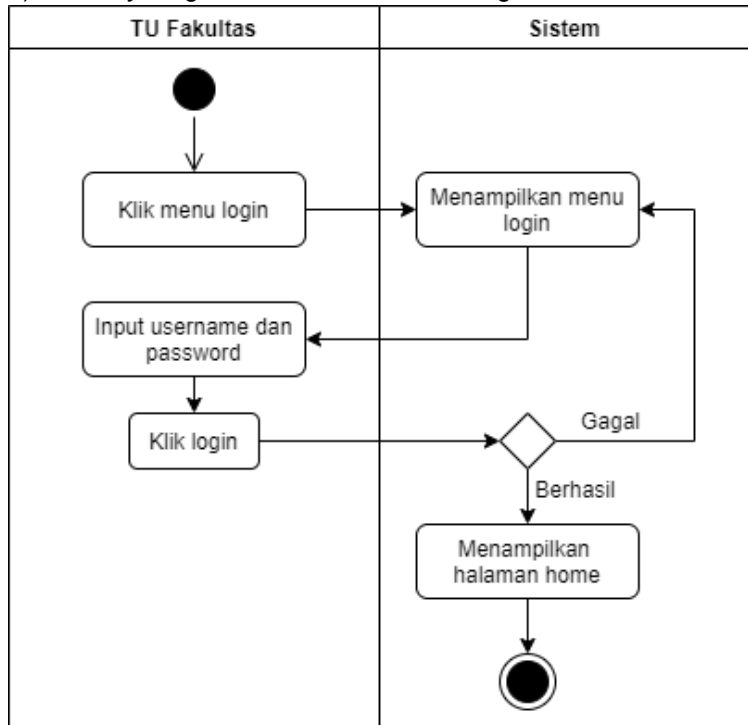 TU Fakultas
Sistem
Klik menu login
Menampilkan menu
login
Input username dan
password
Klik login
Gagal
Berhasil
Menampilkan
halaman home